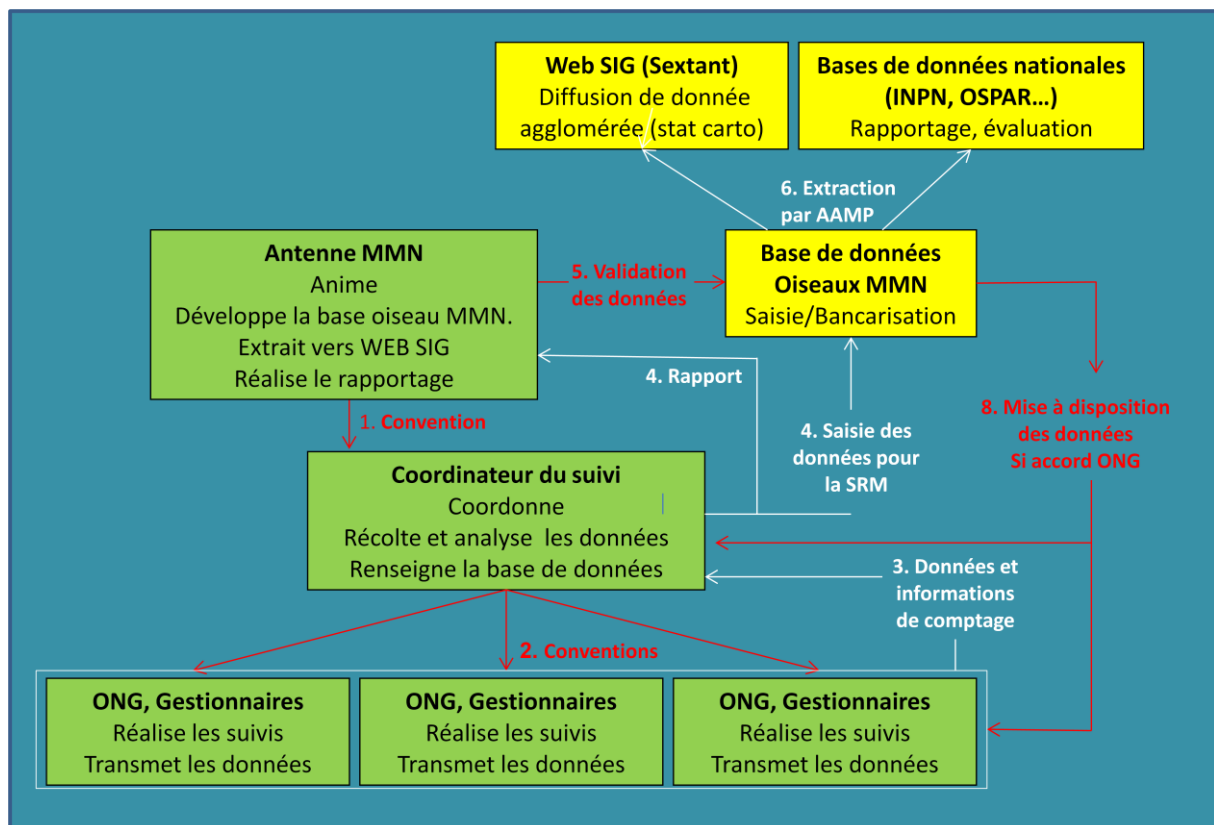 Web SIG (Sextant)
Diffusion de donnée
agglomérée (stat carto)
Bases de données nationales
(INPN, OSPAR...)
Rapportage, évaluation
6. Extraction
par AAMP
Antenne MMN
Anime
Développe la base oiseau MMN.
Extrait vers WEB SIG
Réalise le rapportage
5. Validation
des données
Base de données
Oiseaux MMN
Saisie/Bancarisation
4. Rapport
1. Convention
4. Saisie des
données pour
la SRM
8. Mise à disposition
des données
Si accord ONG
Coordinateur du suivi
Coordonne
Récolte et analyse les données
Renseigne la base de données
3. Données et
informations
de comptage
2. Conventions
ONG, Gestionnaires
Réalise les suivis
Transmet les données
ONG, Gestionnaires
Réalise les suivis
Transmet les données
ONG, Gestionnaires
Réalise les suivis
Transmet les données